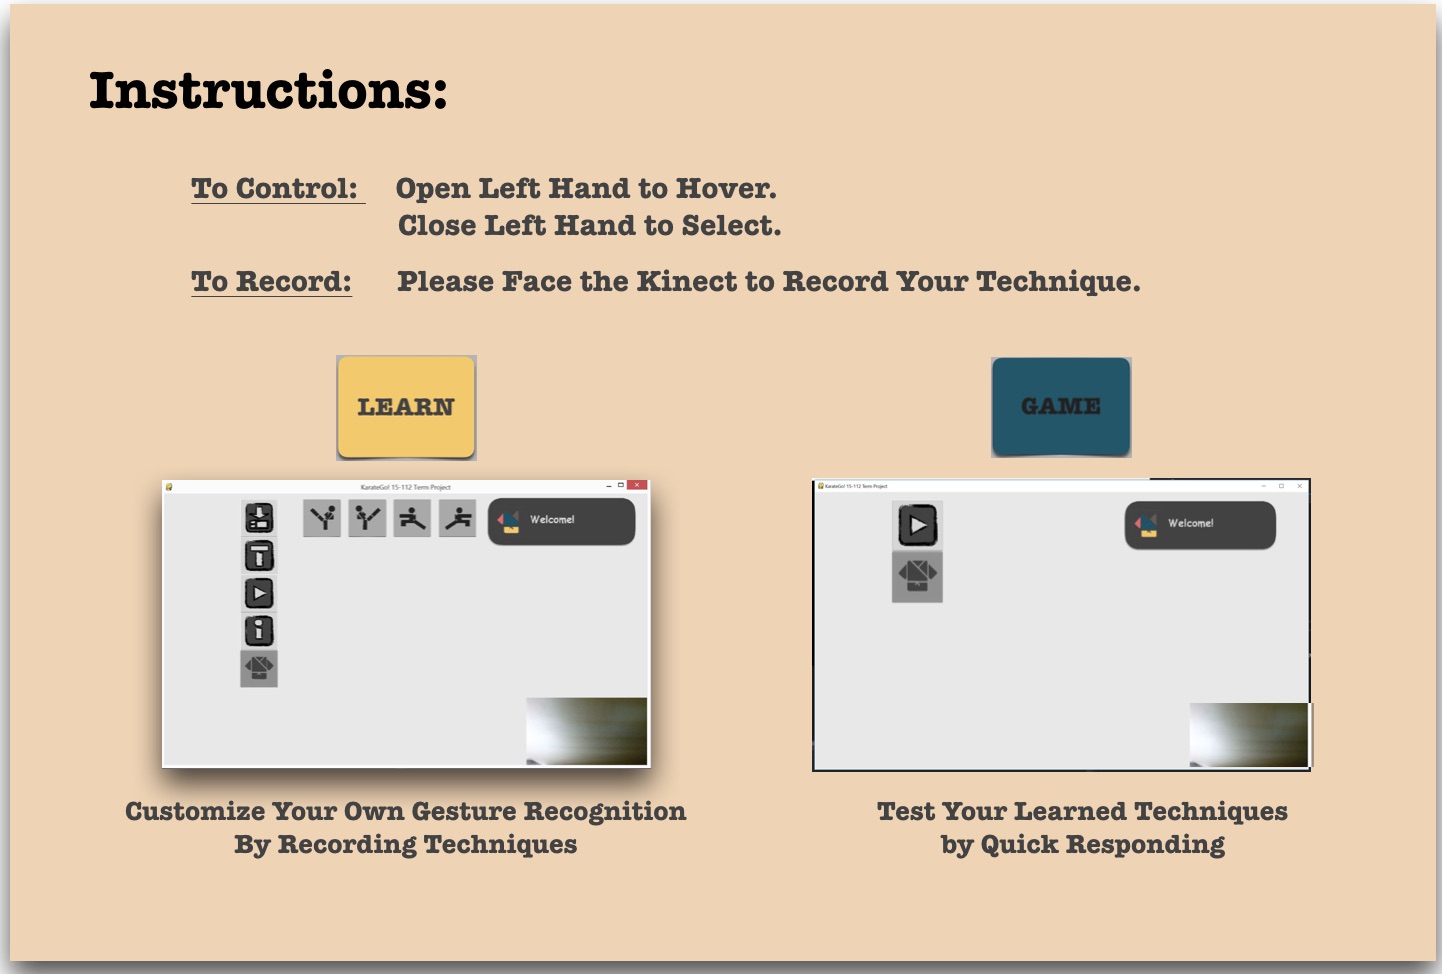 Instructions:
To Control: Open Left Hand to Hover.
Close Left Hand to Select.
To Record: Please Face the Kinect to Record Your Technique.
LEARN
GAME
KarateGo! 15-112 Term Project
Welcome!
KarateGo! 15-112 Term Project
Welcome!
Customize Your Own Gesture Recognition
By Recording Techniques
Test Your Learned Techniques
by Quick Responding